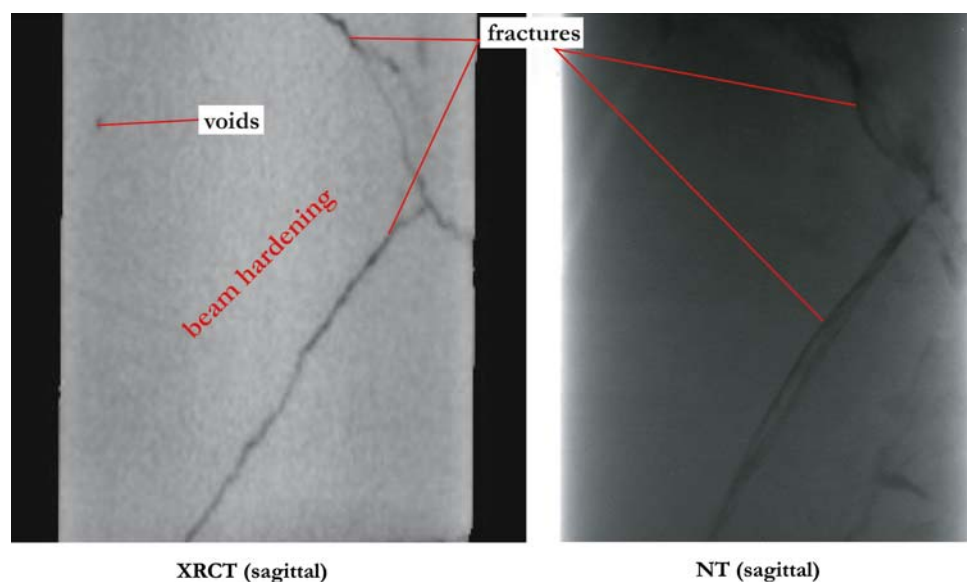 fractures
voids
beam hardening
XRCT (sagittal)
NT (sagittal)